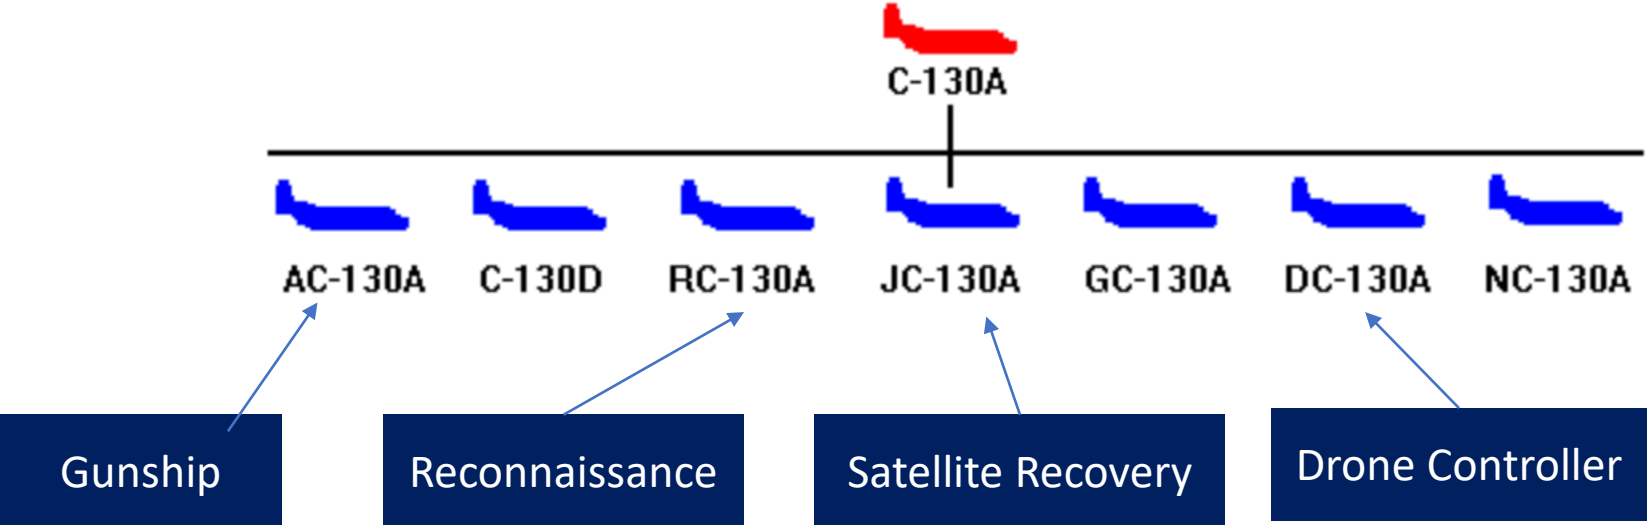 C-130A
AC-130A
C-130D
RC-130A
JC-130A
GC-130A
DC-130A
NC-130A
Gunship
Reconnaissance
Satellite Recovery
Drone Controller